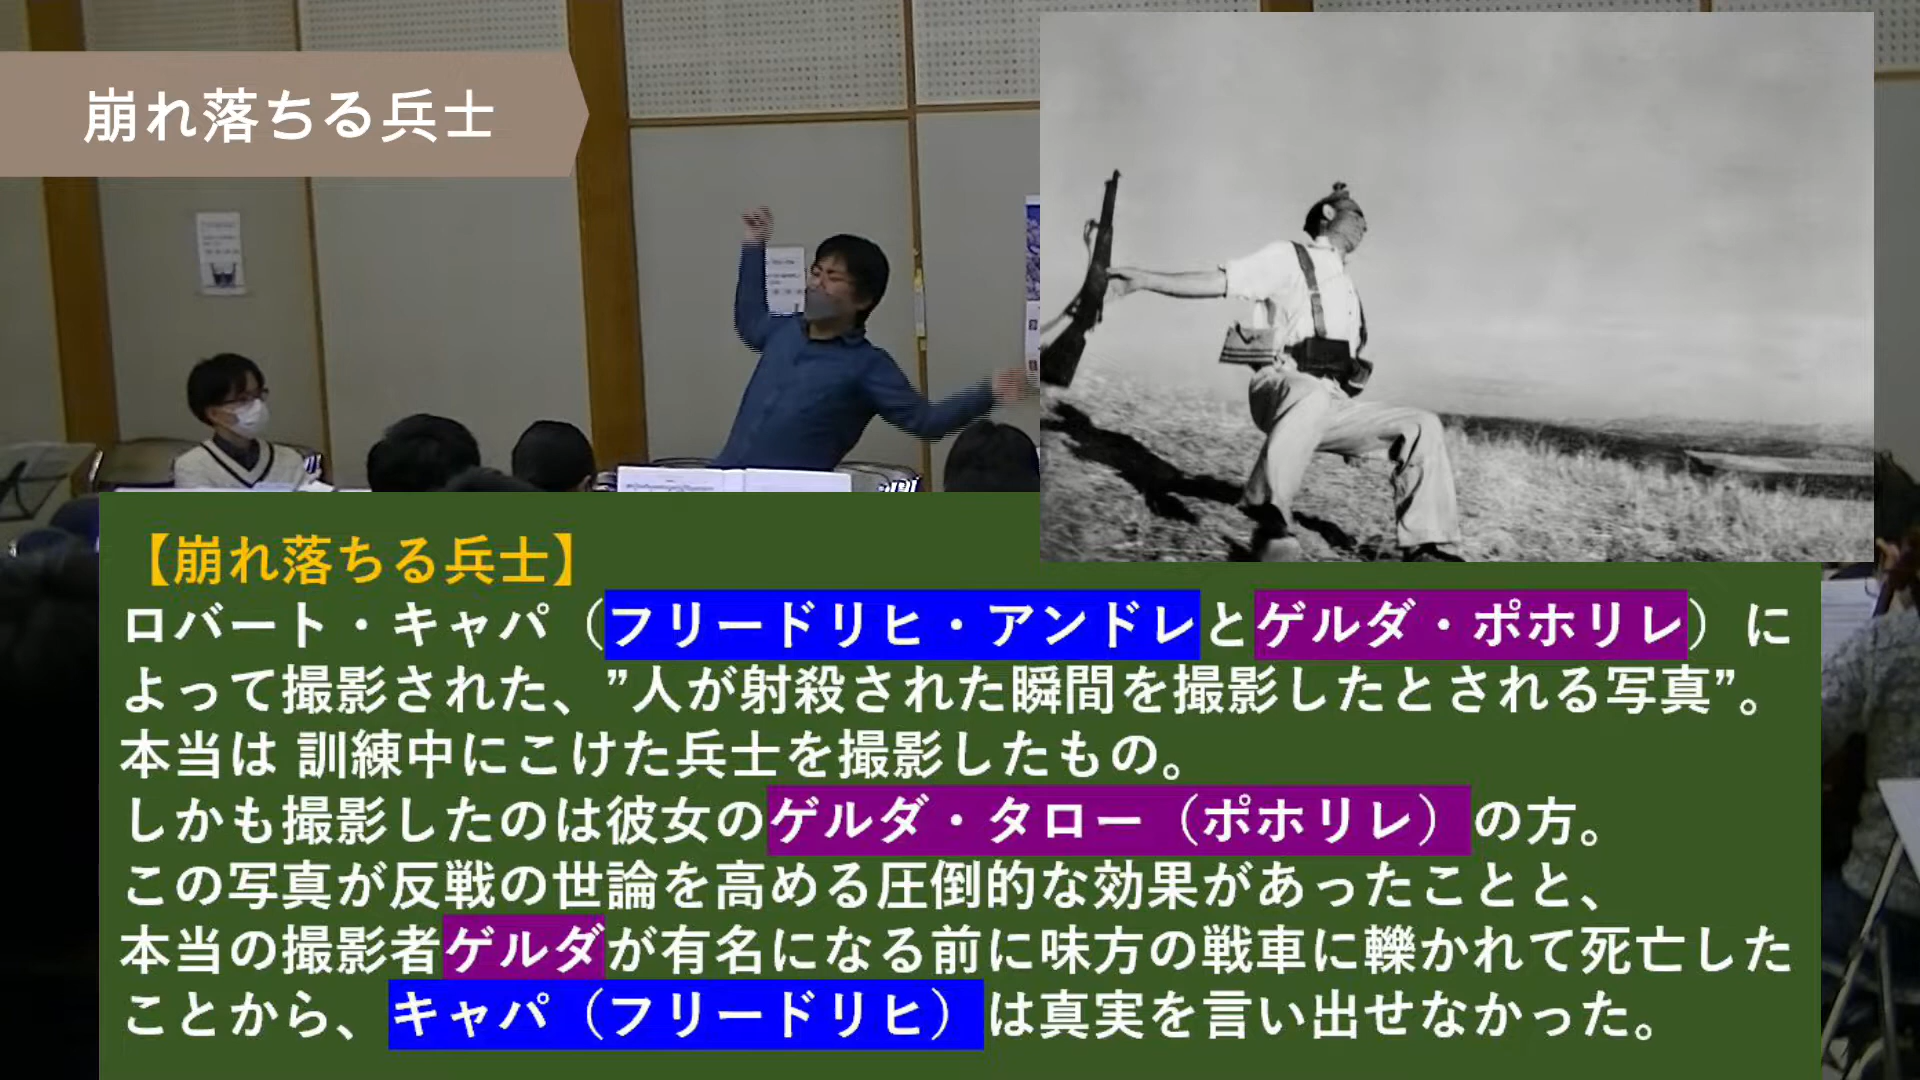 崩れ落ちる兵士
【崩れ落ちる兵士】
ロバート・キャパ（フリードリヒ・アンドレとゲルダ・ポホリレ）に
よって撮影された、”人が射殺された瞬間を撮影したとされる写真”。
本当は 訓練中にこけた兵士を撮影したもの。
しかも撮影したのは彼女のゲルダ・タロー（ポホリレ）の方。
この写真が反戦の世論を高める圧倒的な効果があったことと、
本当の撮影者ゲルダが有名になる前に味方の戦車に轢かれて死亡した
ことから、キャパ（フリードリヒ）は真実を言い出せなかった。